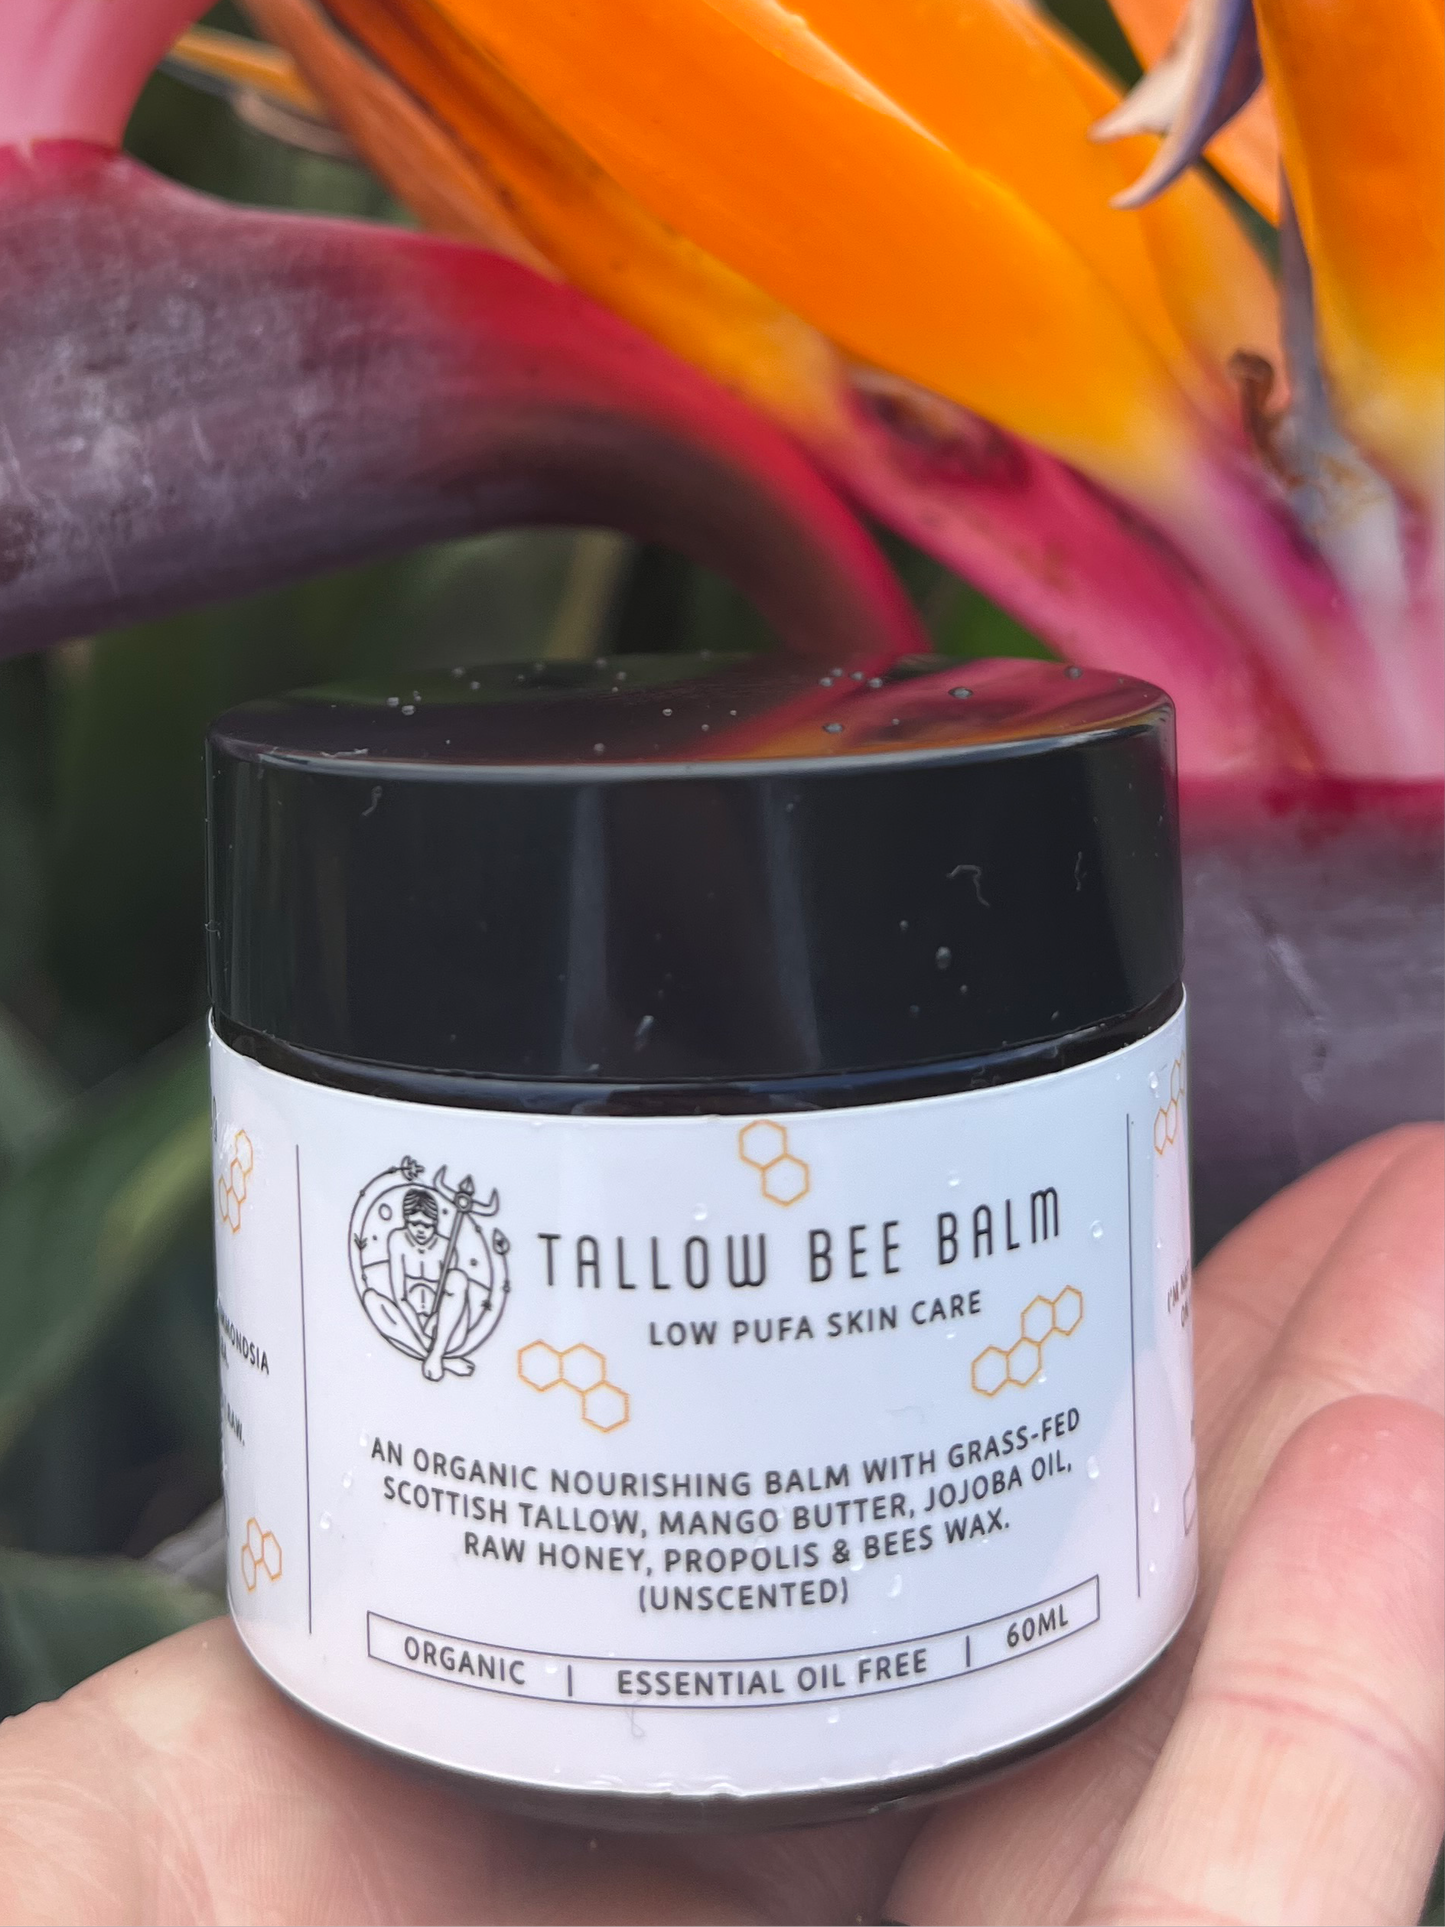 TALLOW BEE BALM
LOW PUFA SKIN CARE
AN ORGANIC NOURISHING BALM WITH GRASS-FED
SCOTTISH TALLOW, MANGO BUTTER, JOJOBA OIL,
RAW HONEY, PROPOLIS & BEES WAX.
(UNSCENTED)
ORGANIC | ESSENTIAL OIL FREE | 60ML
RAW.